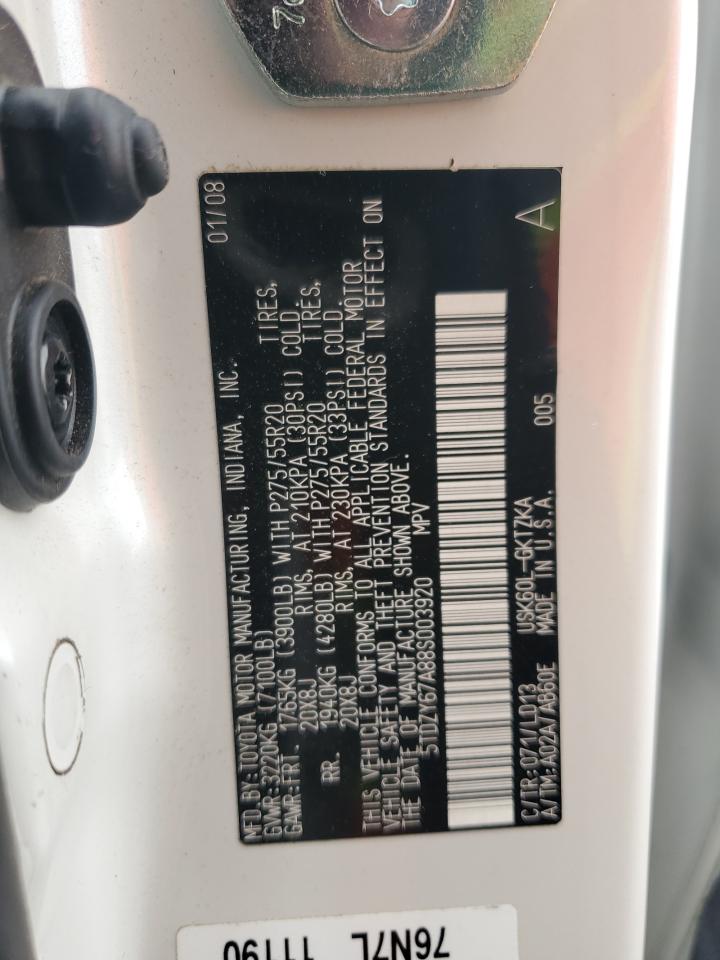 MFD.BY:TOYOTA MOTOR MANUFACTURING, INDIANA, INC. 01/08
GVWR:3220KG (7100LB)
GAWR:FRT. 1765KG (3900LB) WITH P275/55R20 TIRES,
20X8J RIMS, AT 210KPA (30PSI) COLD.
RR. 1940KG (4280LB) WITH P275/55R20 TIRES,
20X8J RIMS, AT 230KPA (33PSI) COLD.
THIS VEHICLE CONFORMS TO ALL APPLICABLE FEDERAL MOTOR
VEHICLE SAFETY AND THEFT PREVENTION STANDARDS IN EFFECT ON
THE DATE OF MANUFACTURE SHOWN ABOVE.
5TDZY67A88S003920 MPV
C/TR:071/LD13 USK60L-GKTZKA 005
A/TM:A02A/AB60E MADE IN U.S.A. A
76N7L
11190